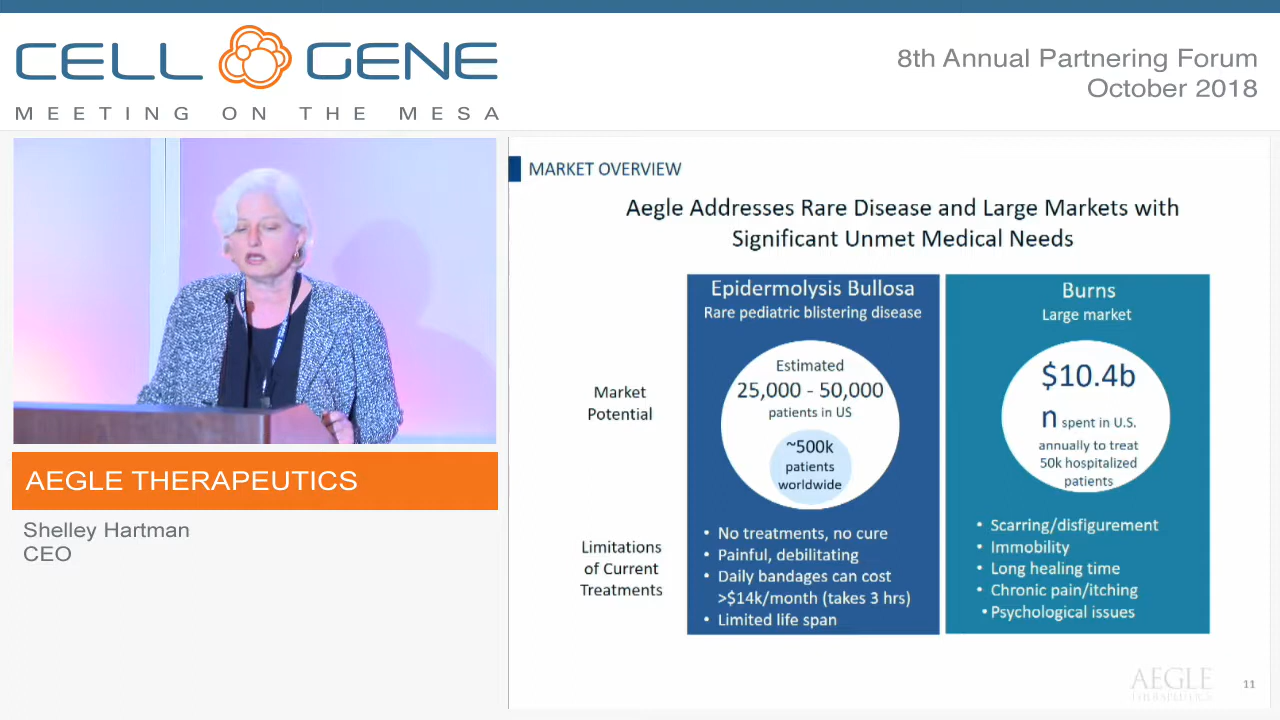 CELL GENE
MEETING ON THE MESA
8th Annual Partnering Forum
October 2018
AEGLE THERAPEUTICS
Shelley Hartman
CEO
MARKET OVERVIEW
Aegle Addresses Rare Disease and Large Markets with
Significant Unmet Medical Needs
Market
Potential
Limitations
of Current
Treatments
Epidermolysis Bullosa
Rare pediatric blistering disease
Estimated
25,000 - 50,000
patients in US
~500k
patients
worldwide
• No treatments, no cure
• Painful, debilitating
• Daily bandages can cost
>$14k/month (takes 3 hrs)
• Limited life span
Burns
Large market
$10.4b
n spent in U.S.
annually to treat
50k hospitalized
patients
• Scarring/disfigurement
• Immobility
• Long healing time
• Chronic pain/itching
• Psychological issues
AEGLE
THERAPEUTICS
11